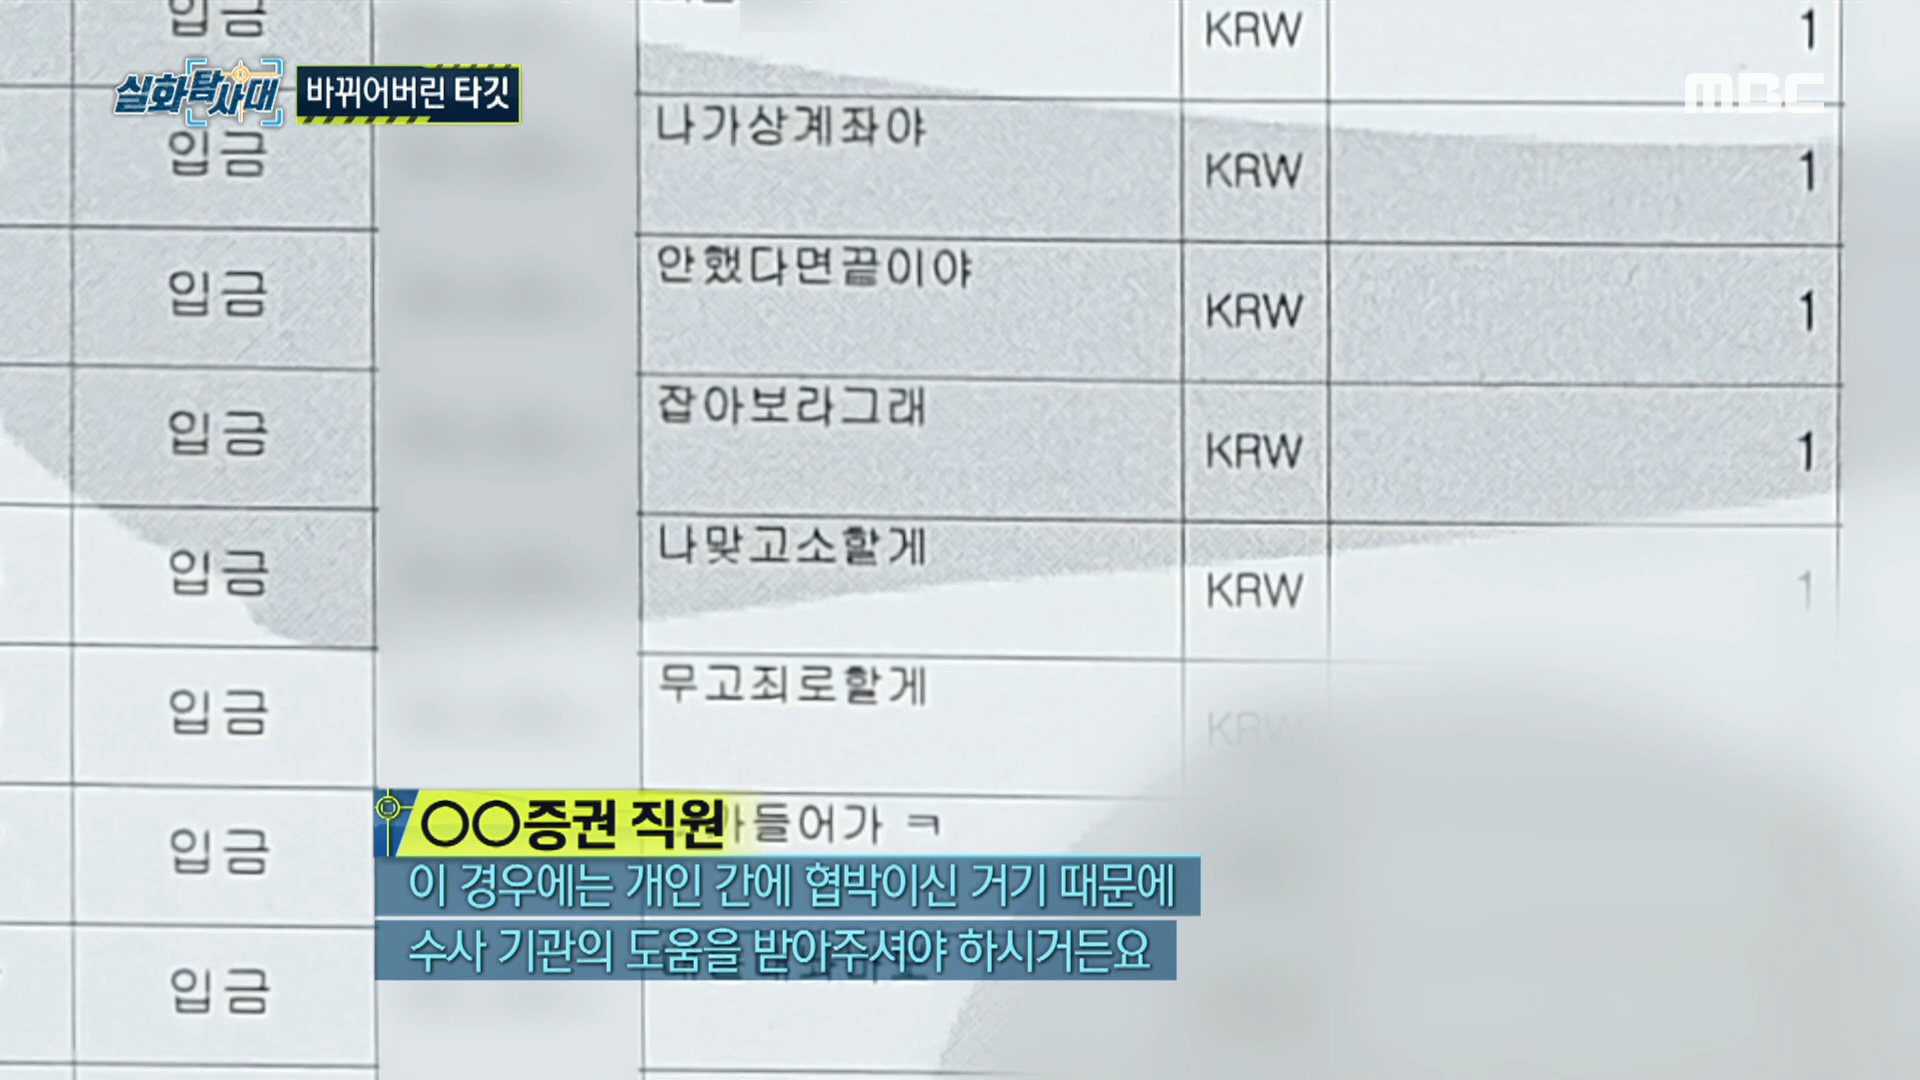 입금
KRW 1
실화탐사대 바뀌어버린 타깃
MBC
입금 나가상계좌야 KRW 1
입금 안했다면끝이야 KRW 1
입금 잡아보라그래 KRW 1
입금 나맞고소할게 KRW 1
입금 무고죄로할게 KRW
○○증권 직원
입금 들어가 ㅋ
이 경우에는 개인 간에 협박이신 거기 때문에
수사 기관의 도움을 받아주셔야 하시거든요
입금